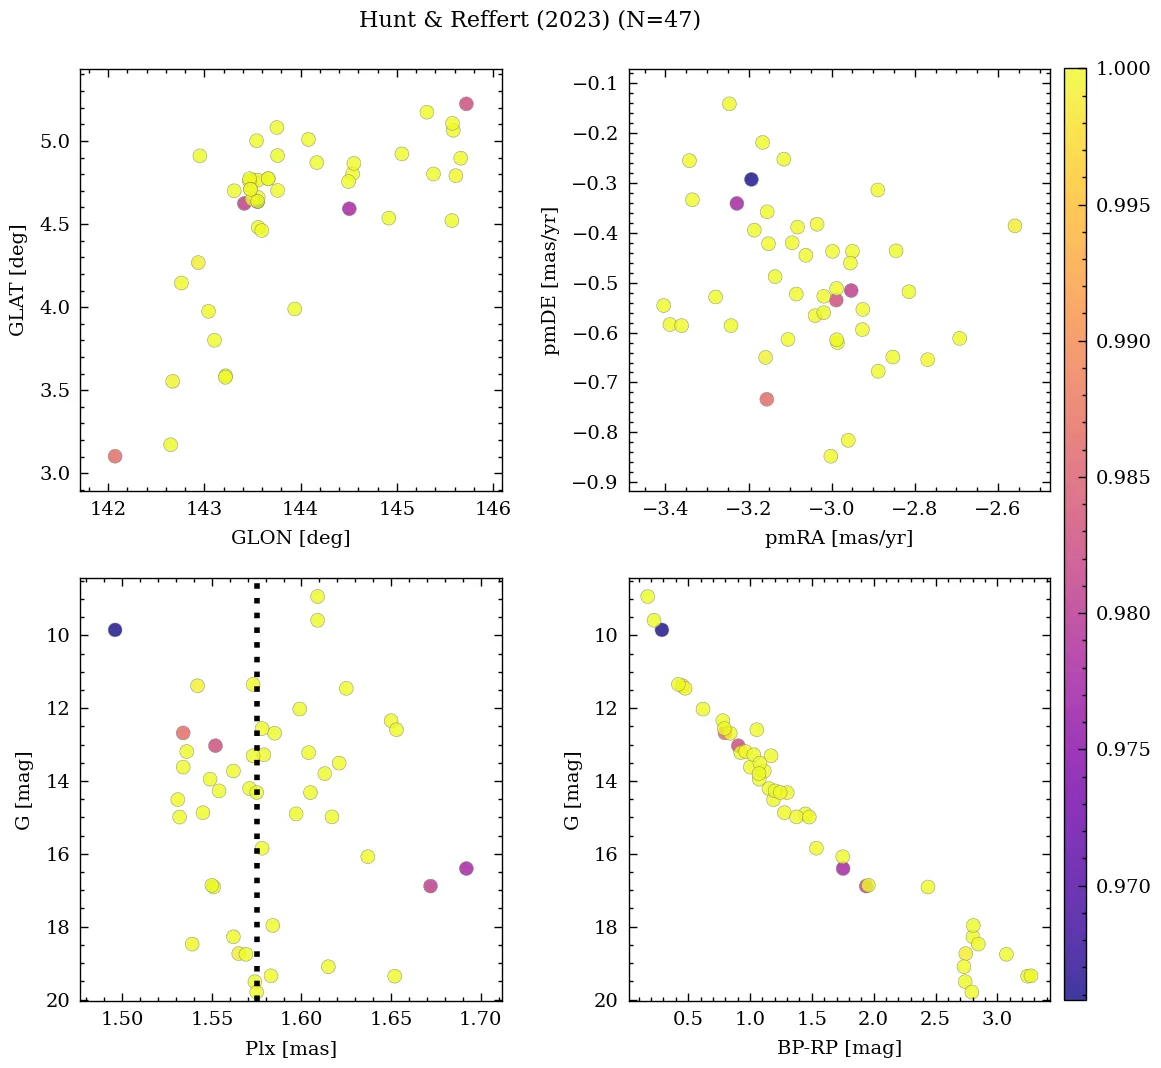 Hunt & Reffert (2023) (N=47)
5.0
4.5
4.0
3.5
3.0
GLAT [deg]
142 143 144 145 146
GLON [deg]
−0.1
−0.2
−0.3
−0.4
−0.5
−0.6
−0.7
−0.8
−0.9
pmDE [mas/yr]
−3.4 −3.2 −3.0 −2.8 −2.6
pmRA [mas/yr]
10
12
14
16
18
20
G [mag]
1.50 1.55 1.60 1.65 1.70
Plx [mas]
10
12
14
16
18
20
G [mag]
0.5 1.0 1.5 2.0 2.5 3.0
BP-RP [mag]
1.000
0.995
0.990
0.985
0.980
0.975
0.970